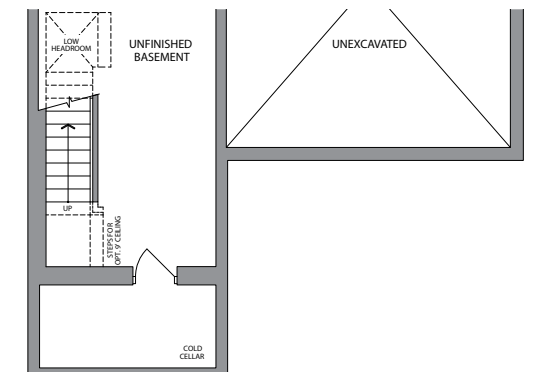 LOW
HEADROOM
UNFINISHED
BASEMENT
UNEXCAVATED
UP
STEPS FOR
OPT. 9' CEILING
COLD
CELLAR